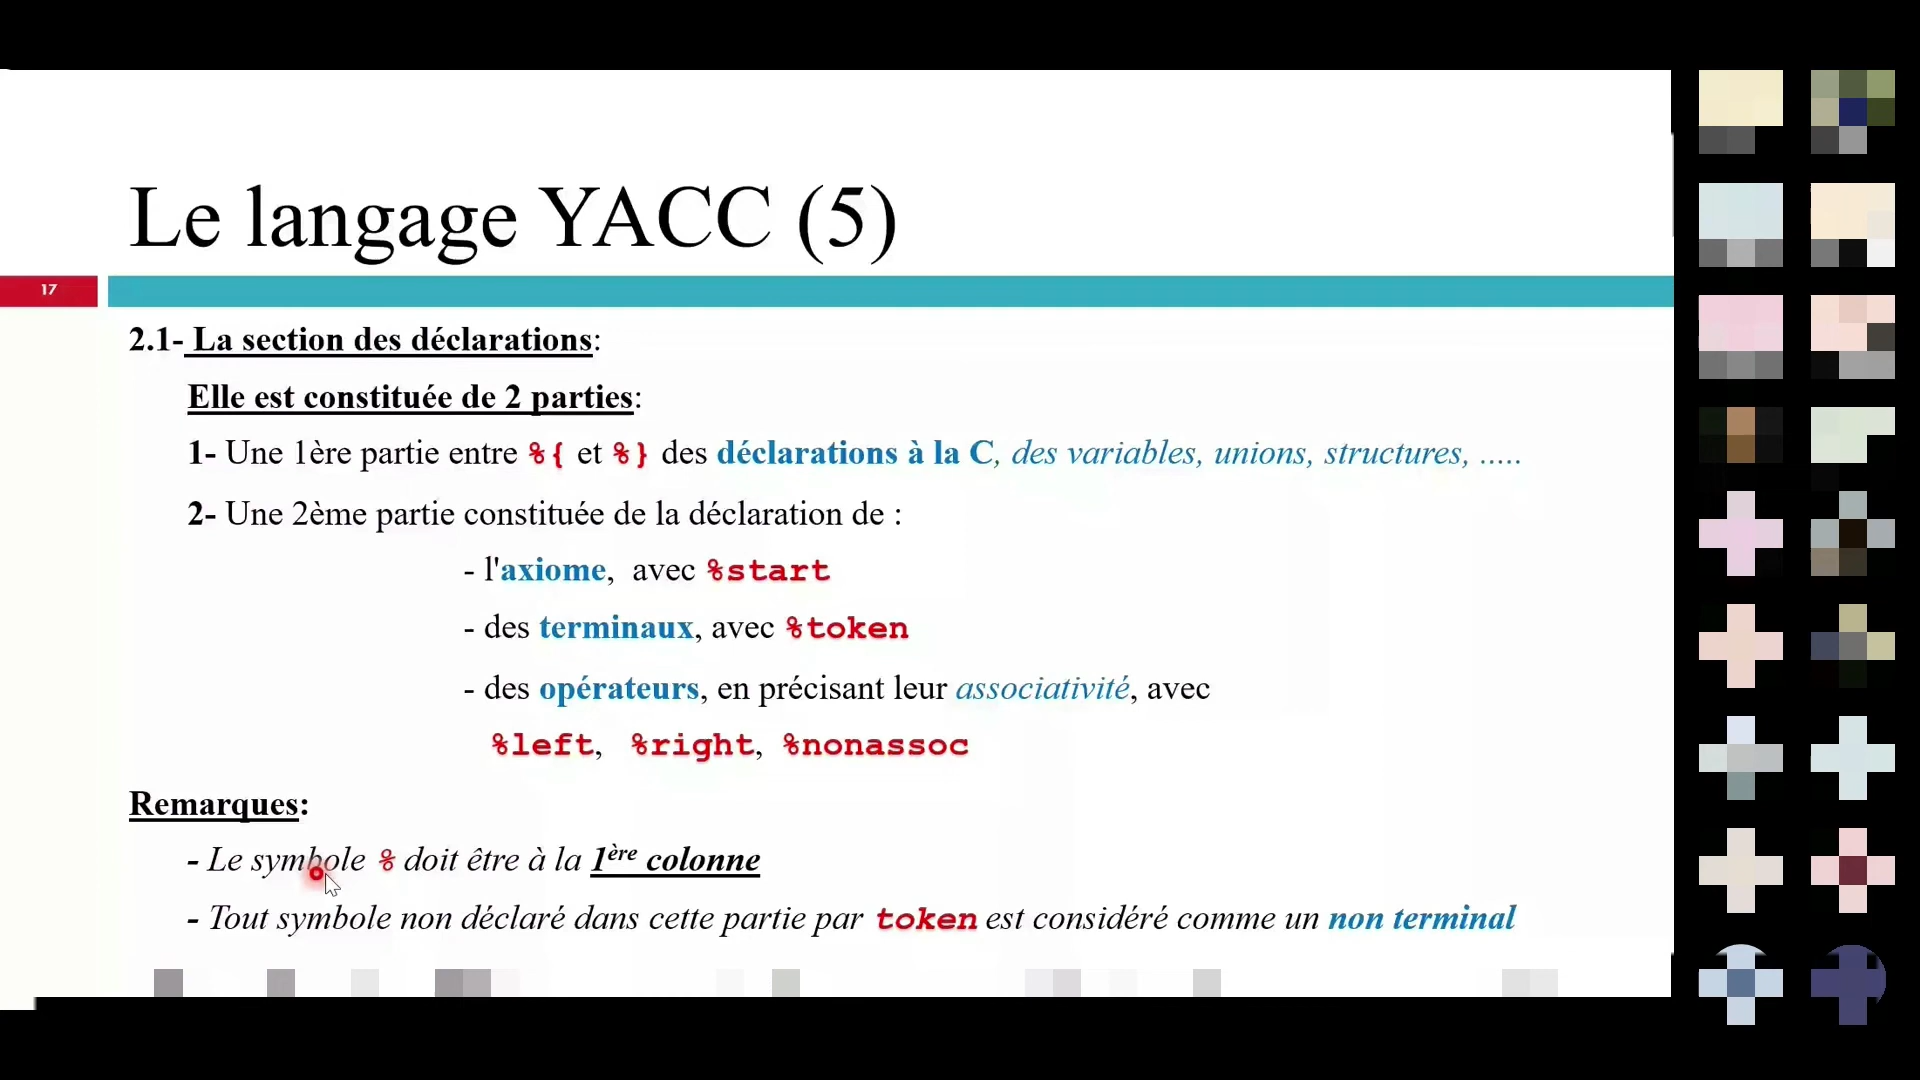 Le langage YACC (5)
17
2.1- La section des déclarations:
Elle est constituée de 2 parties:
1- Une 1ère partie entre %{ et %} des déclarations à la C, des variables, unions, structures, .....
2- Une 2ème partie constituée de la déclaration de :
- l'axiome, avec %start
- des terminaux, avec %token
- des opérateurs, en précisant leur associativité, avec
%left, %right, %nonassoc
Remarques:
- Le symbole % doit être à la 1ère colonne
- Tout symbole non déclaré dans cette partie par token est considéré comme un non terminal